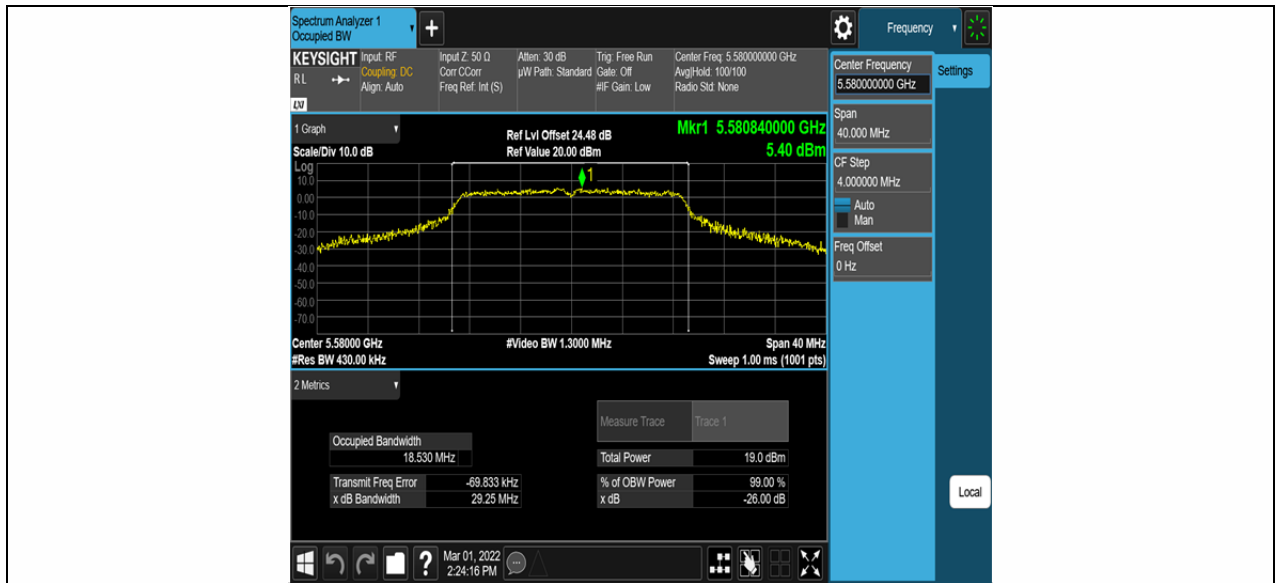 Spectrum Analyzer 1
Occupied BW
+
Frequency
KEYSIGHT Input: RF Input Z: 50 Ω Atten: 30 dB Trig: Free Run Center Freq: 5.580000000 GHz
RL Coupling: DC Corr CCorr µW Path: Standard Gate: Off Avg|Hold: 100/100
Align: Auto Freq Ref: Int (S) #IF Gain: Low Radio Std: None
LXI
1 Graph Ref Lvl Offset 24.48 dB Mkr1 5.580840000 GHz
Scale/Div 10.0 dB Ref Value 20.00 dBm 5.40 dBm
Log
10.0
0.00
-10.0
-20.0
-30.0
-40.0
-50.0
-60.0
-70.0
1
Center 5.58000 GHz #Video BW 1.3000 MHz Span 40 MHz
#Res BW 430.00 kHz Sweep 1.00 ms (1001 pts)
2 Metrics
Measure Trace Trace 1
Occupied Bandwidth
18.530 MHz
Total Power 19.0 dBm
Transmit Freq Error -69.833 kHz % of OBW Power 99.00 %
x dB Bandwidth 29.25 MHz x dB -26.00 dB
Center Frequency
5.580000000 GHz
Settings
Span
40.000 MHz
CF Step
4.000000 MHz
Auto
Man
Freq Offset
0 Hz
Local
? Mar 01, 2022
2:24:16 PM